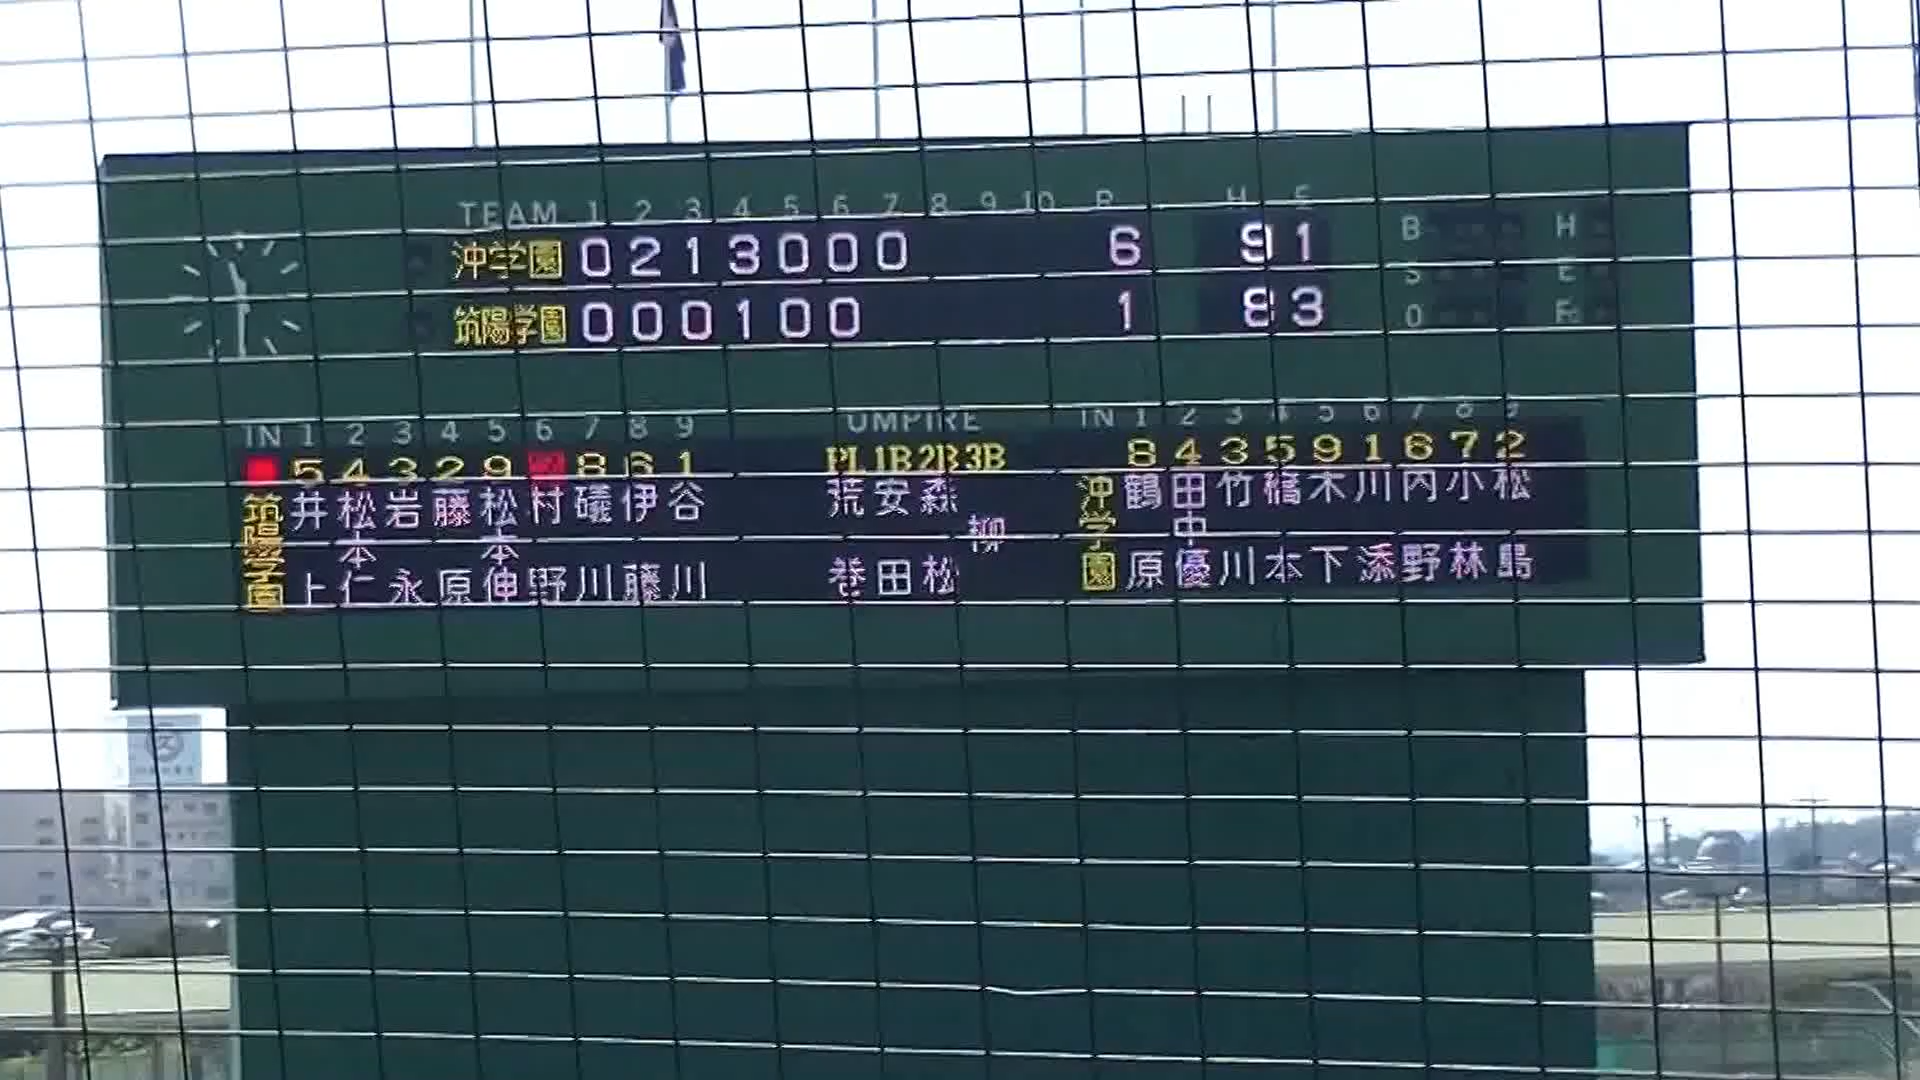 TEAM 1 2 3 4 5 6 7 8 9 10 R H E
沖学園 0 2 1 3 0 0 0 6 9 1
筑陽学園 0 0 0 1 0 0 1 8 3
B H
S E
O
IN 1 2 3 4 5 6 7 8 9
5 4 3 2 9 8 6 1
筑陽学園 井上 松本仁 岩永 藤原 松本伸 村野 礒川 伊藤 谷川
UMPIRE
PL 1B 2B 3B
荒巻 安田 森松 柳
IN 1 2 3 4 5 6 7 8 9
8 4 3 5 9 1 6 7 2
沖学園 鶴原 田中優 竹川 橋本 木下 川添 内野 小林 松島